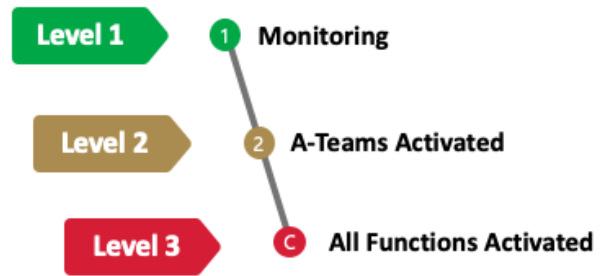 Level 1 1 Monitoring
Level 2 2 A-Teams Activated
Level 3 C All Functions Activated